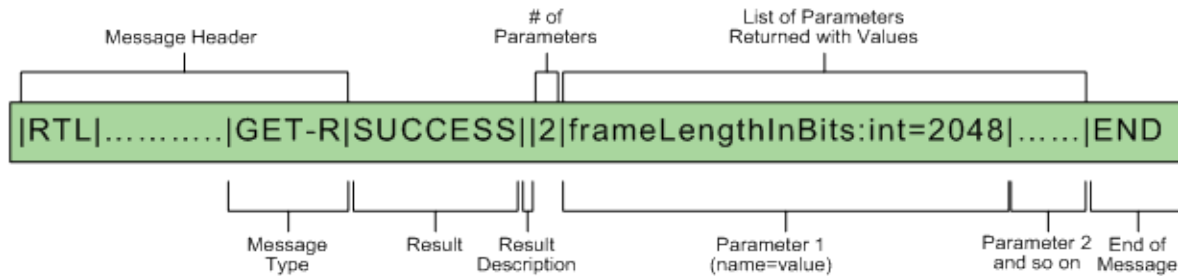 # of
Parameters
List of Parameters
Returned with Values
Message Header
|RTL|………..|GET-R|SUCCESS||2|frameLengthInBits:int=2048|……|END
Message
Type
Result
Result
Description
Parameter 1
(name=value)
Parameter 2
and so on
End of
Message